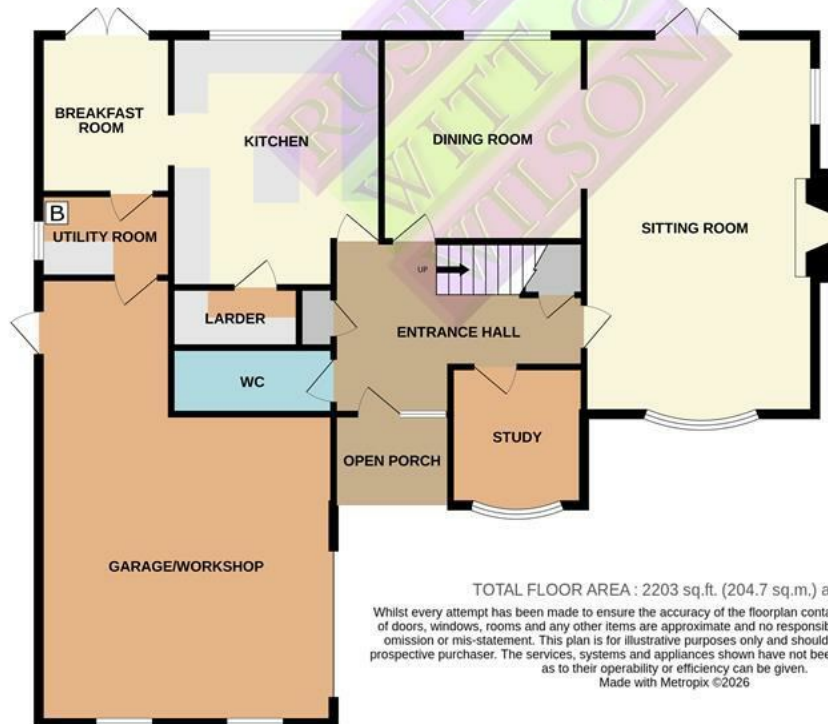 RUSH
WITT
WILSON
BREAKFAST
ROOM
KITCHEN
DINING ROOM
SITTING ROOM
B
UTILITY ROOM
UP
LARDER
ENTRANCE HALL
WC
STUDY
OPEN PORCH
GARAGE/WORKSHOP
TOTAL FLOOR AREA : 2203 sq.ft. (204.7 sq.m.)
Whilst every attempt has been made to ensure the accuracy of the floorplan
of doors, windows, rooms and any other items are approximate and no
omission or mis-statement. This plan is for illustrative purposes only and should
prospective purchaser. The services, systems and appliances shown have not
as to their operability or efficiency can be given.
Made with Metropix ©2026